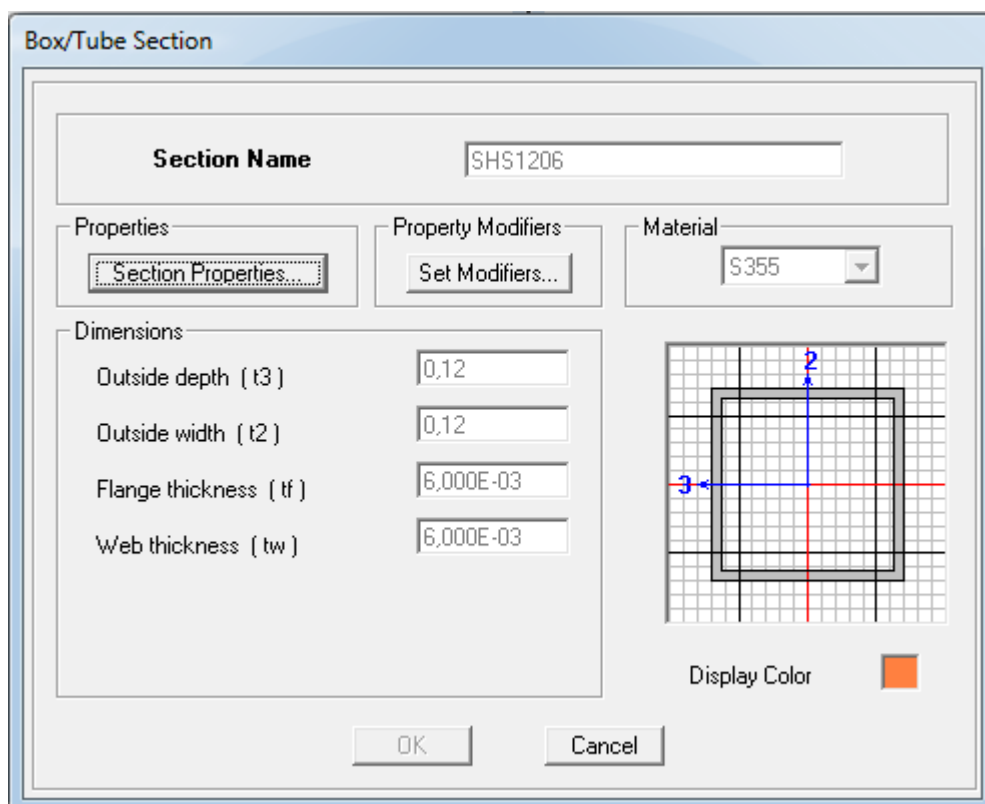 Box/Tube Section
Section Name SHS1206
Properties Property Modifiers Material
Section Properties... Set Modifiers... S355
Dimensions
Outside depth ( t3 ) 0,12
Outside width ( t2 ) 0,12
Flange thickness ( tf ) 6,000E-03
Web thickness ( tw ) 6,000E-03
2
3
Display Color
OK Cancel